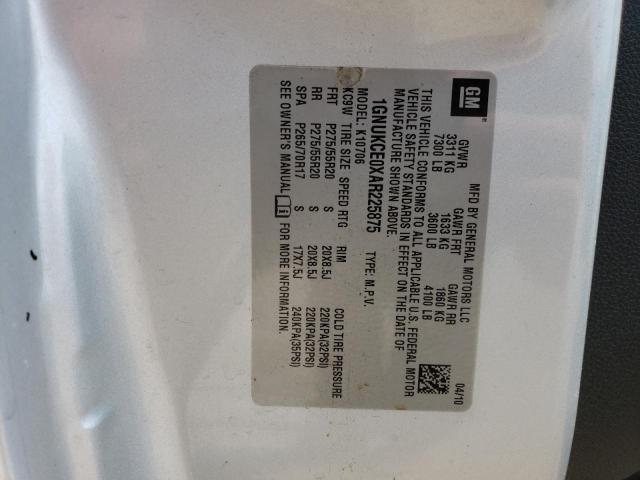 GM
MFD BY GENERAL MOTORS LLC 04/10
GVWR GAWR FRT GAWR RR
3311 KG 1633 KG 1860 KG
7300 LB 3600 LB 4100 LB
THIS VEHICLE CONFORMS TO ALL APPLICABLE U.S. FEDERAL MOTOR
VEHICLE SAFETY STANDARDS IN EFFECT ON THE DATE OF
MANUFACTURE SHOWN ABOVE.
1GNUKCE0XAR225875 TYPE: M.P.V.
MODEL: K10706
KC9W TIRE SIZE SPEED RTG RIM COLD TIRE PRESSURE
FRT P275/55R20 S 20X8.5J 220KPA(32PSI)
RR P275/55R20 S 20X8.5J 220KPA(32PSI)
SPA P265/70R17 S 17X7.5J 240KPA(35PSI)
SEE OWNER'S MANUAL FOR MORE INFORMATION.